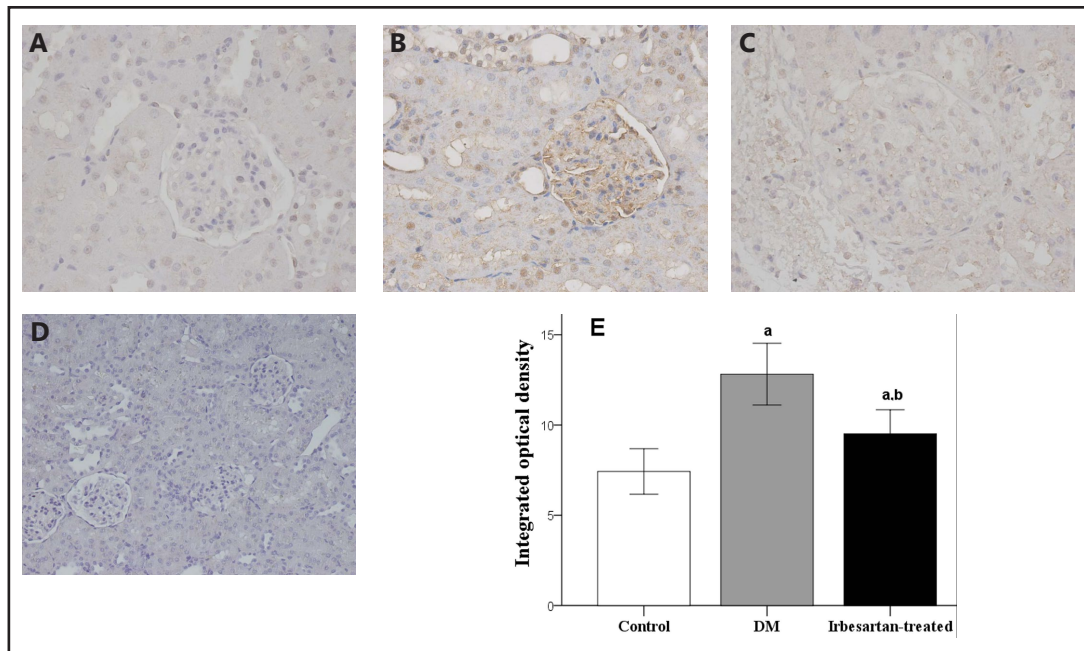 A
B
C
D
E
Integrated optical density
15
10
5
0
a
a,b
Control
DM
Irbesartan-treated